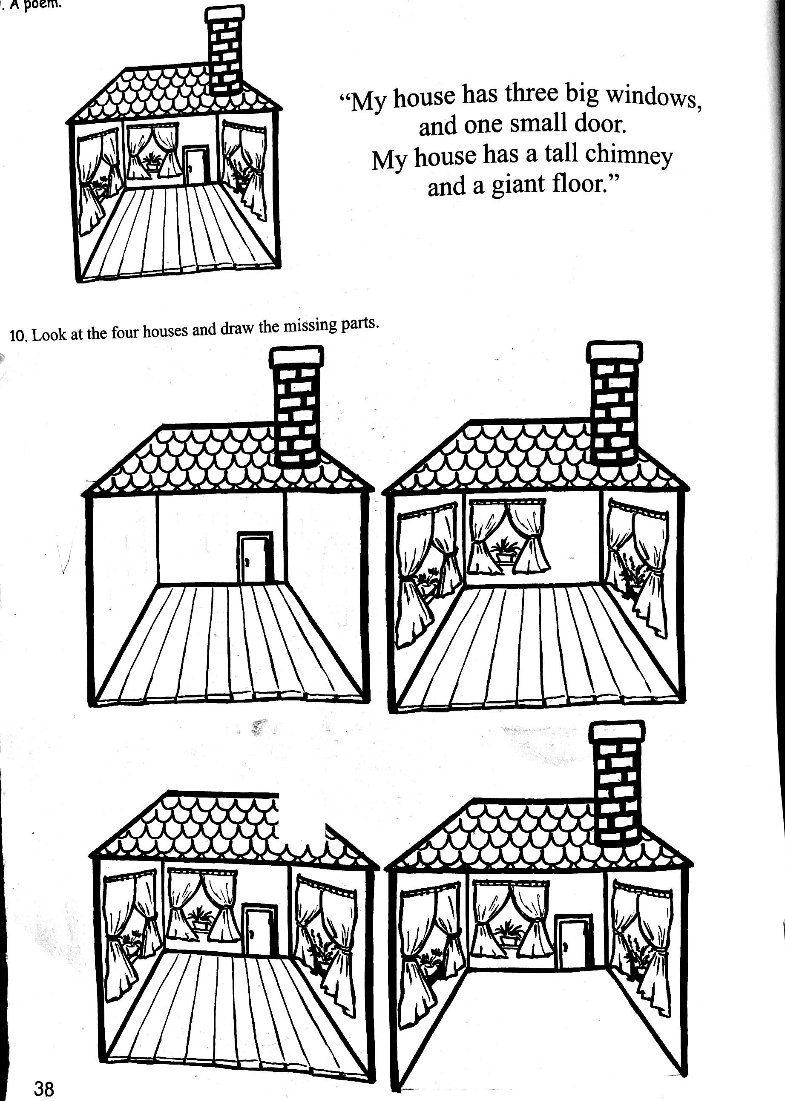 . A poem.
“My house has three big windows,
and one small door.
My house has a tall chimney
and a giant floor.”
10. Look at the four houses and draw the missing parts.
38